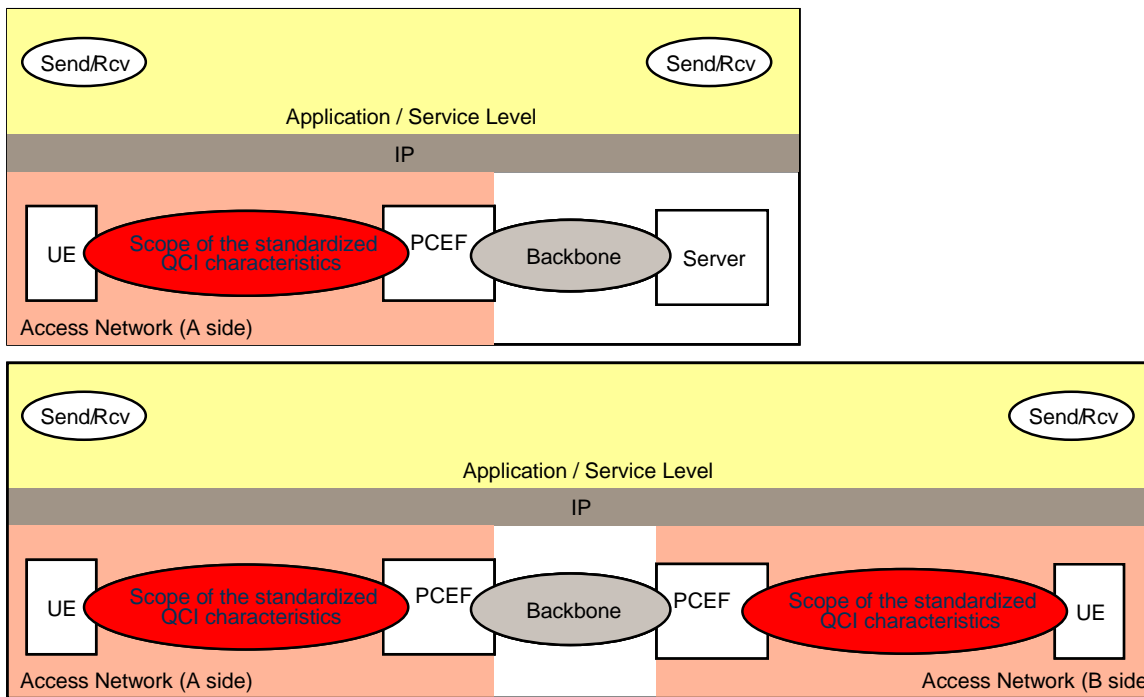 Send/Rcv
Send/Rcv
Application / Service Level
IP
UE
Scope of the standardized
QCI characteristics
PCEF
Backbone
Server
Access Network (A side)
Send/Rcv
Send/Rcv
Application / Service Level
IP
UE
Scope of the standardized
QCI characteristics
PCEF
Backbone
PCEF
Scope of the standardized
QCI characteristics
UE
Access Network (A side)
Access Network (B side